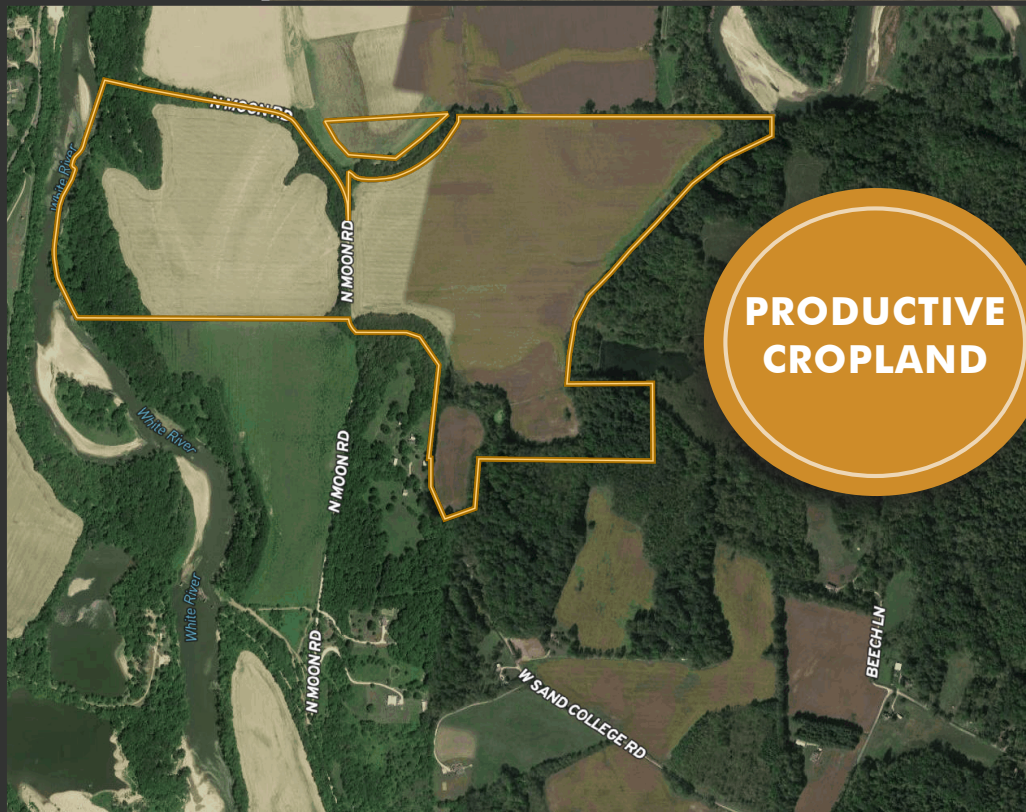 N MOON RD
White River
N MOON RD
PRODUCTIVE
CROPLAND
White River
N MOON RD
White River
N MOON RD
BEECH LN
W SAND COLLEGE RD